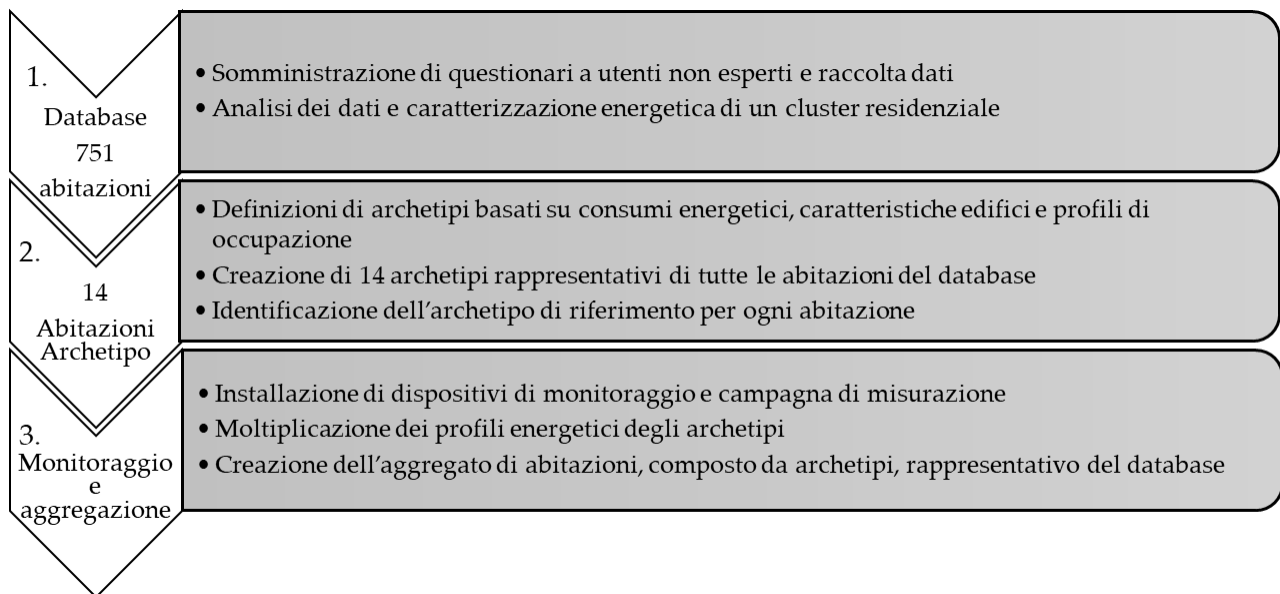 1.
Database
751
abitazioni
• Somministrazione di questionari a utenti non esperti e raccolta dati
• Analisi dei dati e caratterizzazione energetica di un cluster residenziale
2.
14
Abitazioni
Archetipo
• Definizioni di archetipi basati su consumi energetici, caratteristiche edifici e profili di
occupazione
• Creazione di 14 archetipi rappresentativi di tutte le abitazioni del database
• Identificazione dell’archetipo di riferimento per ogni abitazione
3.
Monitoraggio
e
aggregazione
• Installazione di dispositivi di monitoraggio e campagna di misurazione
• Moltiplicazione dei profili energetici degli archetipi
• Creazione dell’aggregato di abitazioni, composto da archetipi, rappresentativo del database